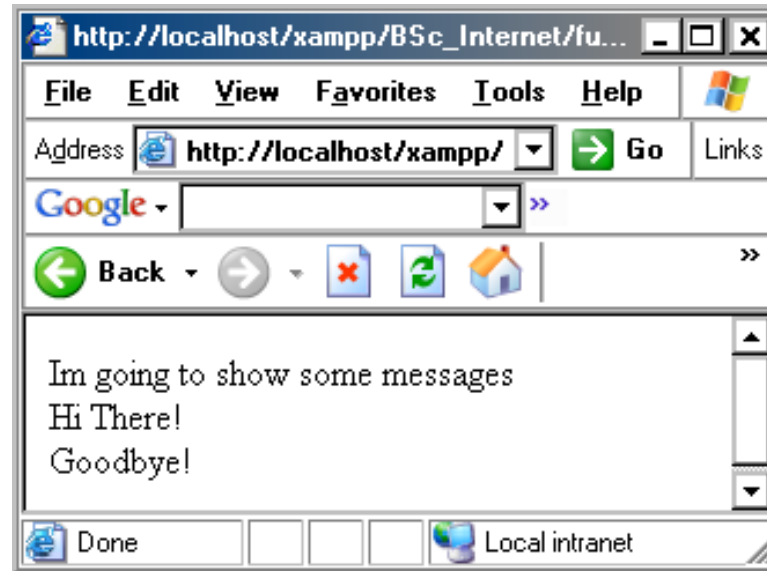 http://localhost/xampp/BSc_Internet/fu...
File Edit View Favorites Tools Help
Address http://localhost/xampp/ Go Links
Google »
Back »
Im going to show some messages
Hi There!
Goodbye!
Done Local intranet